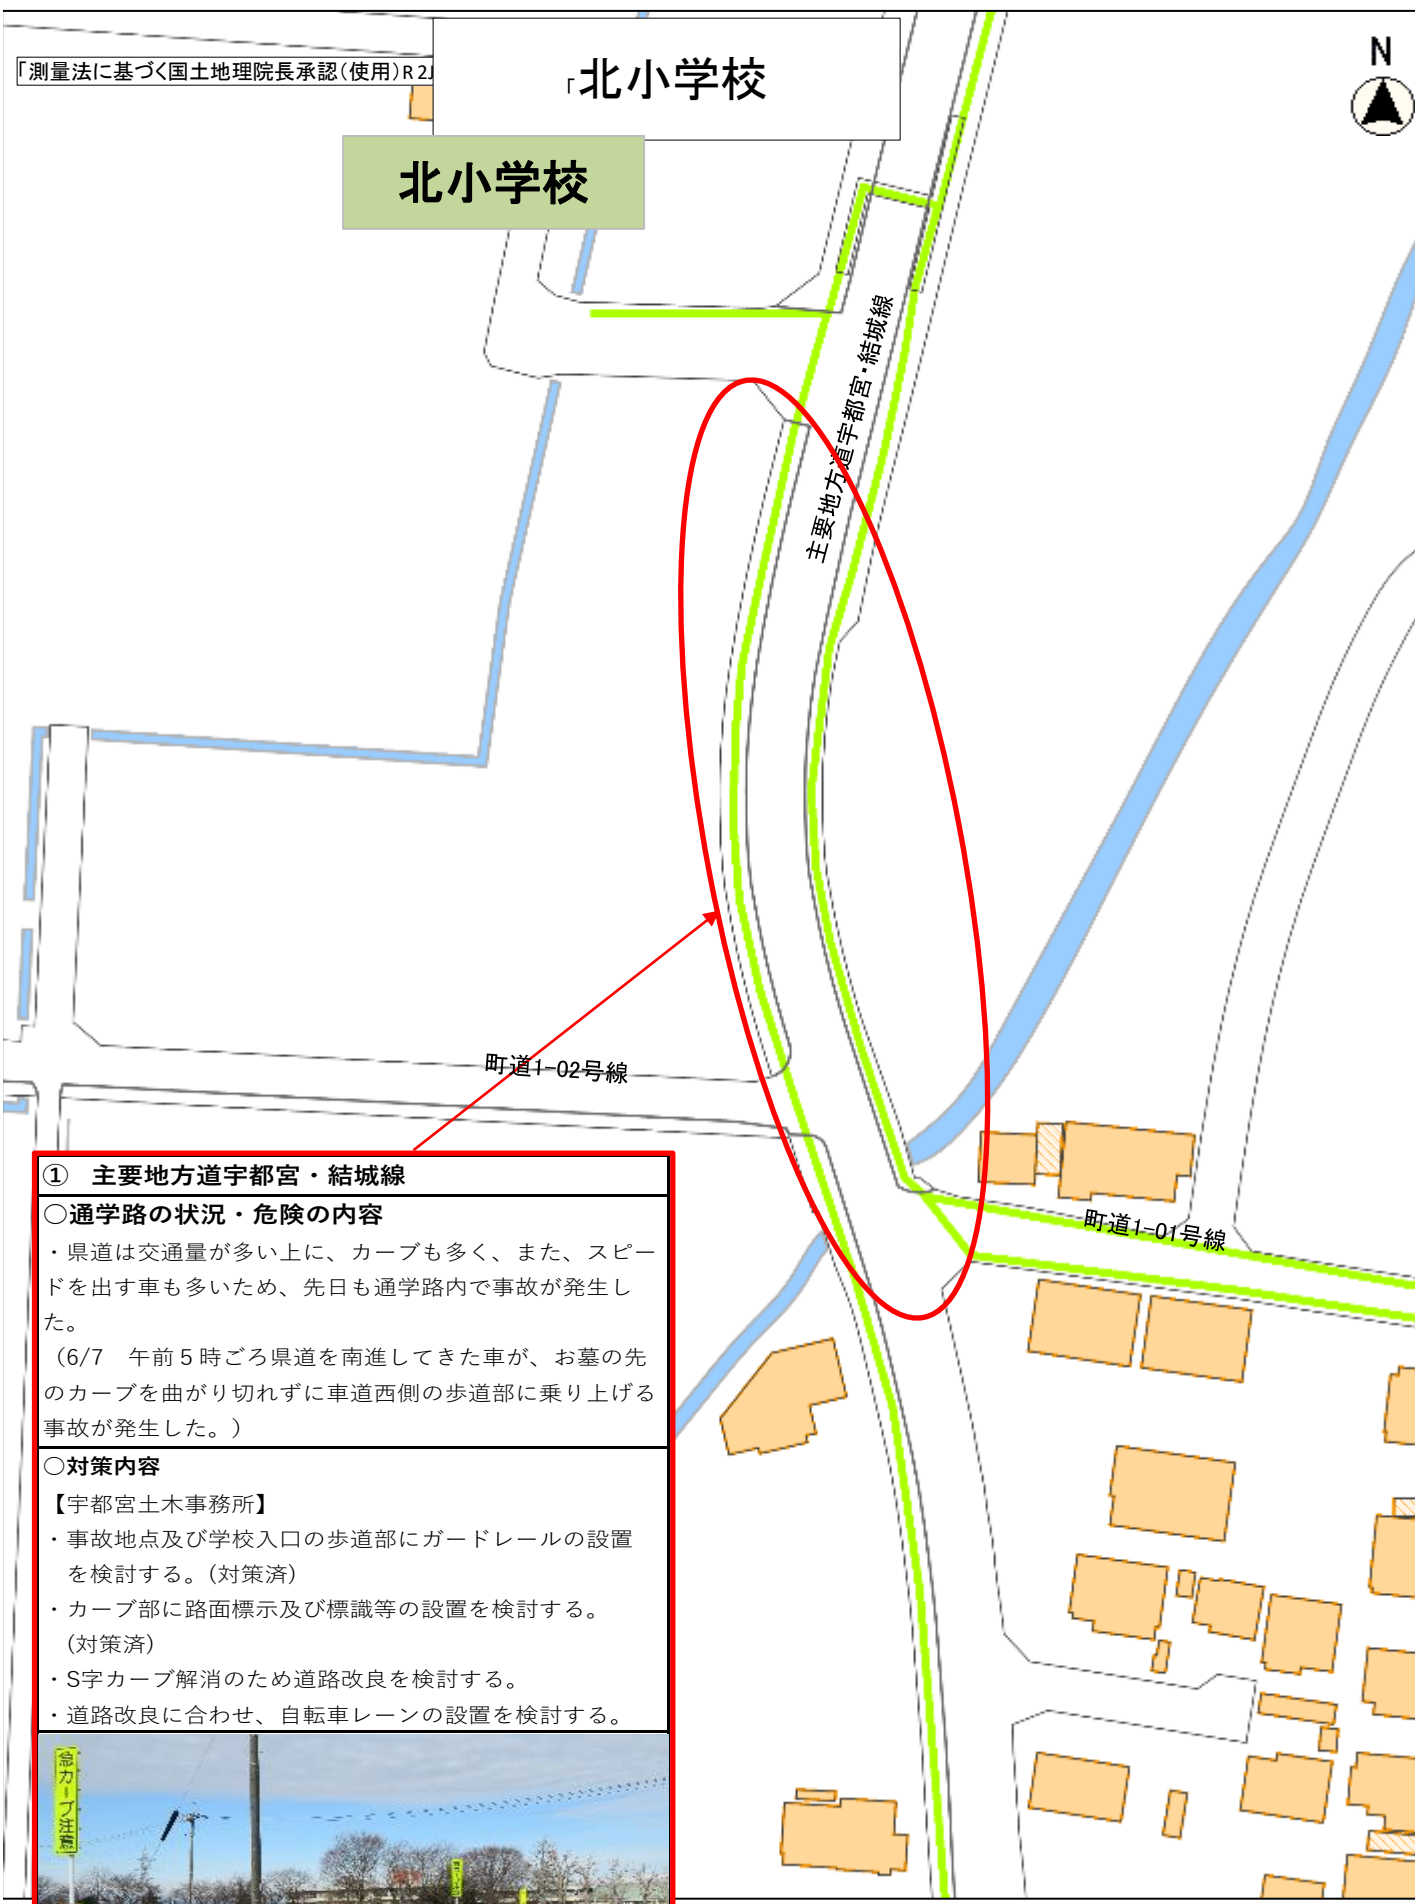 「測量法に基づく国土地理院長承認（使用）R 2J
「北小学校
N
北小学校
主要地方道宇都宮・結城線
町道1-02号線
町道1-01号線
① 主要地方道宇都宮・結城線
○通学路の状況・危険の内容
・県道は交通量が多い上に、カーブも多く、また、スピー
ドを出す車も多いため、先日も通学路内で事故が発生し
た。
（6/7　午前５時ごろ県道を南進してきた車が、お墓の先
のカーブを曲がり切れずに車道西側の歩道部に乗り上げる
事故が発生した。）
○対策内容
【宇都宮土木事務所】
・事故地点及び学校入口の歩道部にガードレールの設置
を検討する。(対策済)
・カーブ部に路面標示及び標識等の設置を検討する。
(対策済)
・S字カーブ解消のため道路改良を検討する。
・道路改良に合わせ、自転車レーンの設置を検討する。
急カーブ注意